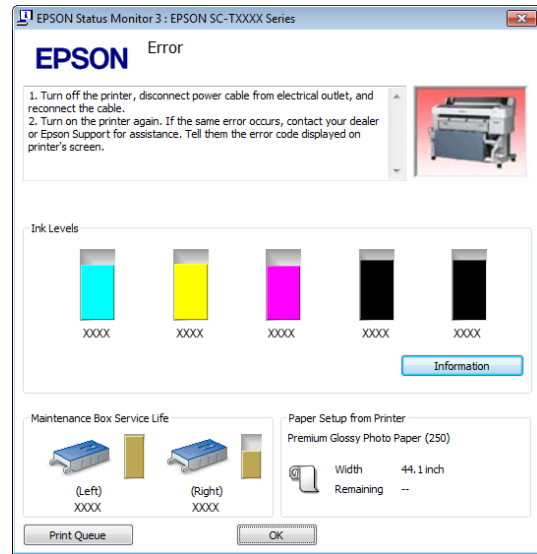 EPSON Status Monitor 3 : EPSON SC-TXXXX Series
EPSON
Error
1. Turn off the printer, disconnect power cable from electrical outlet, and
reconnect the cable.
2. Turn on the printer again. If the same error occurs, contact your dealer
or Epson Support for assistance. Tell them the error code displayed on
printer's screen.
Ink Levels
XXXX XXXX XXXX XXXX XXXX
Information
Maintenance Box Service Life
(Left) (Right)
XXXX XXXX
Paper Setup from Printer
Premium Glossy Photo Paper (250)
Width 44.1 inch
Remaining --
Print Queue
OK